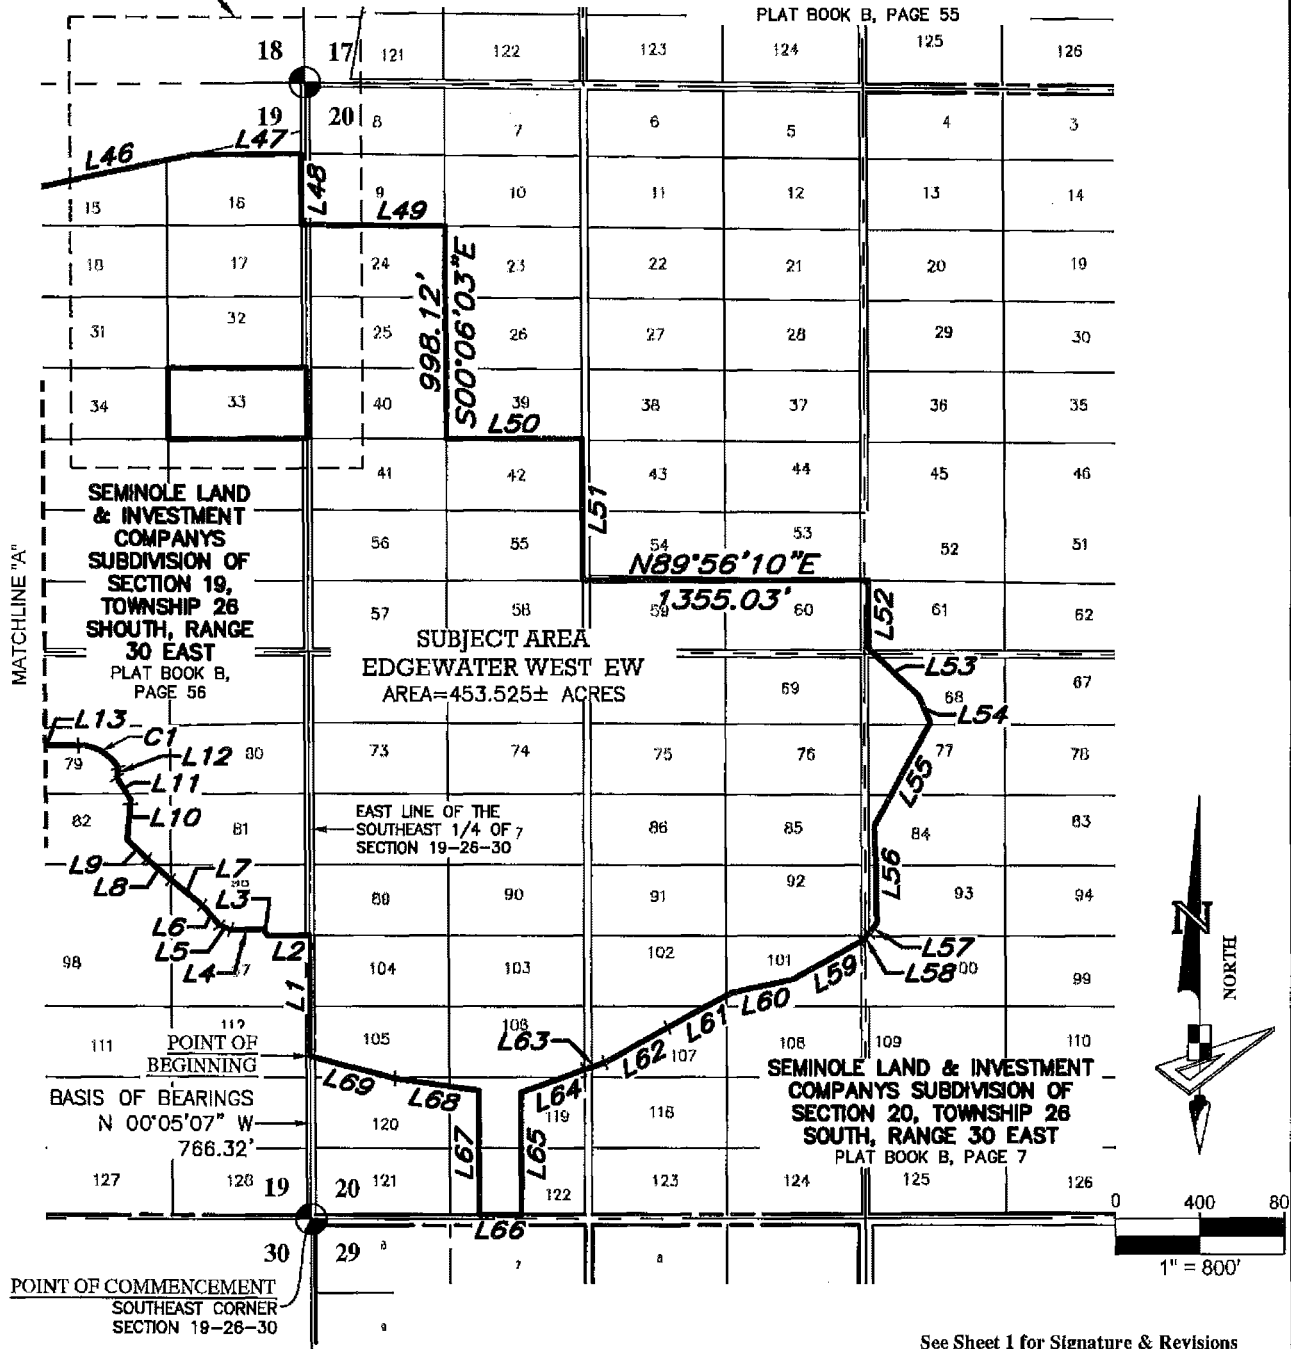 PLAT BOOK B, PAGE 55
18 17 121 122 123 124 125 126
19 20 8 7 6 5 4 3
L46 L47
L48
15 16 9 10 11 12 13 14
L49
18 17 24 23 22 21 20 19
998.12'
S00°06'03"E
31 32 25 26 27 28 29 30
34 33 40 39 38 37 36 35
L50
41 42 43 44 45 46
L51
SEMINOLE LAND
& INVESTMENT
COMPANYS
SUBDIVISION OF
SECTION 19,
TOWNSHIP 26
SHOUTH, RANGE
30 EAST
PLAT BOOK B,
PAGE 56
MATCHLINE "A"
56 55 54 53 52 51
N89°56'10"E
1355.03'
57 58 59 60 61 62
L52
SUBJECT AREA
EDGEWATER WEST EW
AREA=453.525± ACRES
69 68 67
L53
L54
L13
C1
L12
L11
L10
79 80 73 74 75 76 77 78
L55
EAST LINE OF THE
SOUTHEAST 1/4 OF 7
SECTION 19-26-30
82 81 86 85 84 83
L9
L8
L7
L3
L6
L5
L4
L2
L56
89 90 91 92 93 94
L57
L58
98 104 103 102 101 00 99
L1
L59
L60
L61
L62
L63
111 112 105 106 107 108 109 110
POINT OF
BEGINNING
L69
L68
L64
BASIS OF BEARINGS
N 00°05'07" W
766.32'
120 119 118
L67
L65
SEMINOLE LAND & INVESTMENT
COMPANYS SUBDIVISION OF
SECTION 20, TOWNSHIP 26
SOUTH, RANGE 30 EAST
PLAT BOOK B, PAGE 7
127 128 19 20 121 122 123 124 125 126
L66
30 29 7 8
POINT OF COMMENCEMENT
SOUTHEAST CORNER
SECTION 19-26-30
9
N
NORTH
0 400 80
1" = 800'
See Sheet 1 for Signature & Revisions